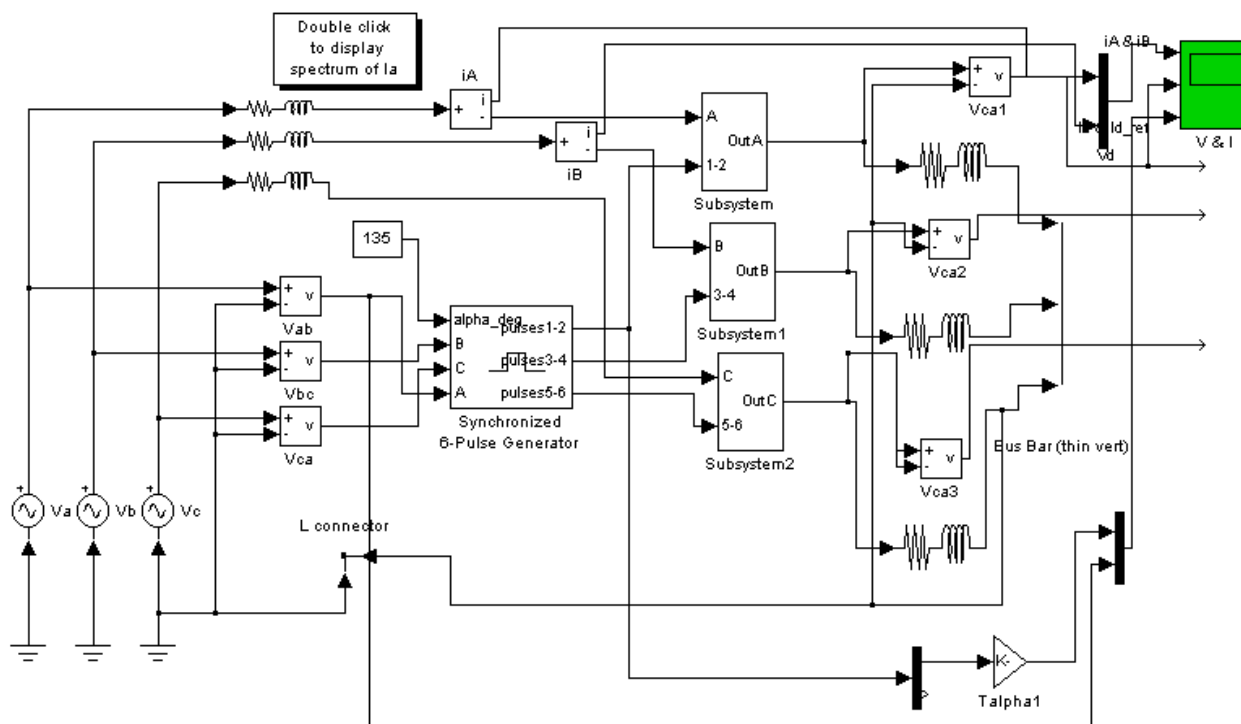 Double click
to display
spectrum of Ia
iA
iB
A
1-2
OutA
Subsystem
Vca1
v
iA & iB
Vd
V & I
135
B
3-4
OutB
Subsystem1
Vca2
v
Vab
v
Vbc
v
Vca
v
alpha_deg
B
C
A
pulses1-2
pulses3-4
pulses5-6
Synchronized
6-Pulse Generator
C
5-6
OutC
Subsystem2
Vca3
v
Bus Bar (thin vert)
Va
Vb
Vc
L connector
K-
Talpha1